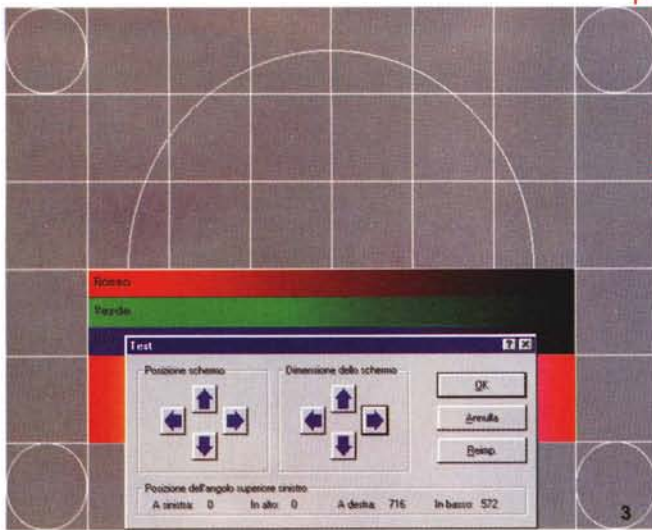 Rosso
Verde
Test
Posizione schermo
Dimensione dello schermo
OK
Annulla
Reimp.
Posizione dell'angolo superiore sinistro
A sinistra: 0 In alto: 0 A destra: 716 In basso: 572
3